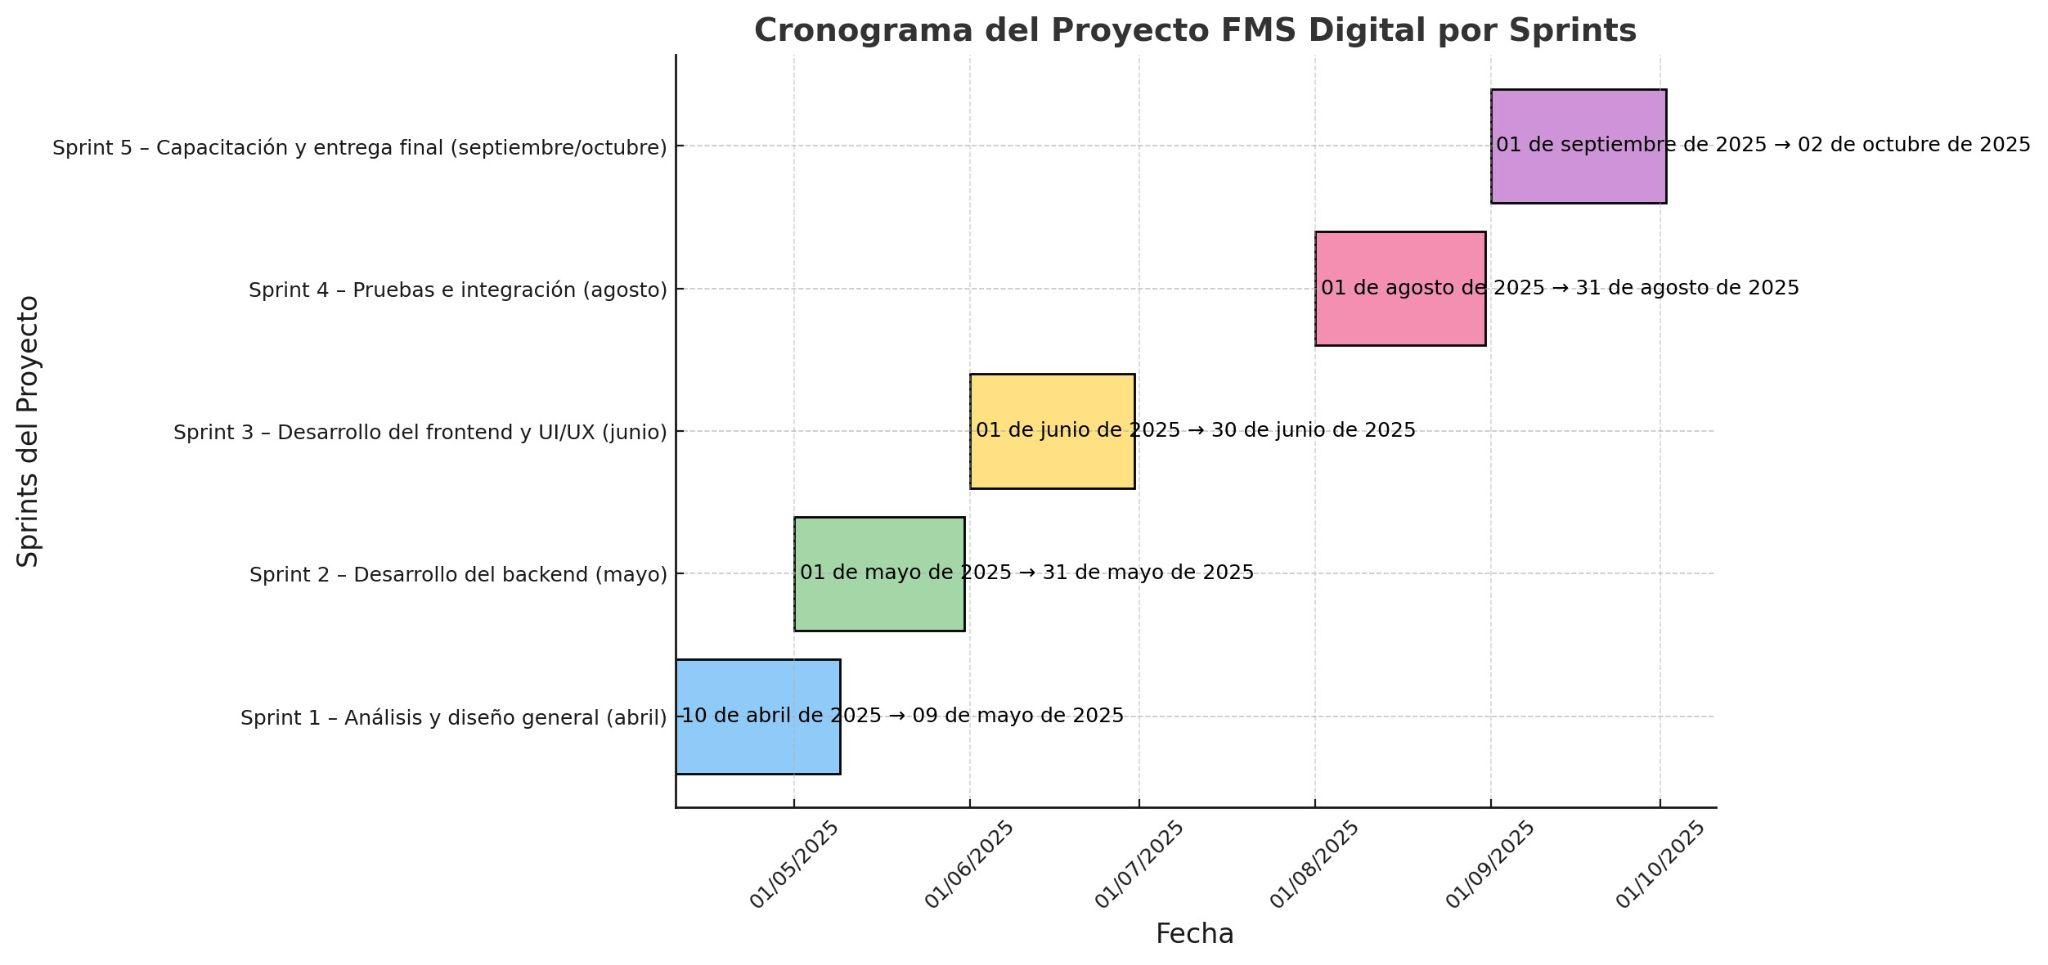 Cronograma del Proyecto FMS Digital por Sprints
Sprints del Proyecto
Sprint 5 – Capacitación y entrega final (septiembre/octubre)
01 de septiembre de 2025 → 02 de octubre de 2025
Sprint 4 – Pruebas e integración (agosto)
01 de agosto de 2025 → 31 de agosto de 2025
Sprint 3 – Desarrollo del frontend y UI/UX (junio)
01 de junio de 2025 → 30 de junio de 2025
Sprint 2 – Desarrollo del backend (mayo)
01 de mayo de 2025 → 31 de mayo de 2025
Sprint 1 – Análisis y diseño general (abril)
10 de abril de 2025 → 09 de mayo de 2025
01/05/2025
01/06/2025
01/07/2025
01/08/2025
01/09/2025
01/10/2025
Fecha